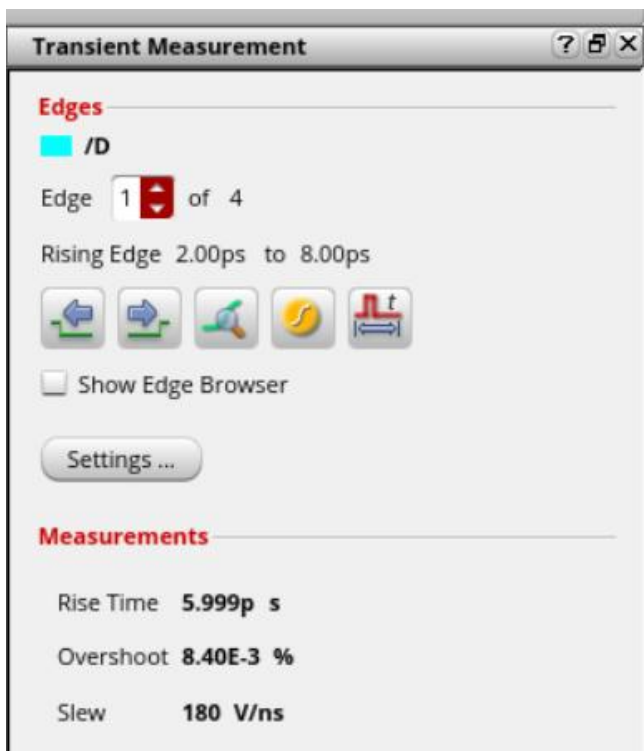 Transient Measurement
Edges
/D
Edge 1 of 4
Rising Edge 2.00ps to 8.00ps
t
Show Edge Browser
Settings ...
Measurements
Rise Time 5.999p s
Overshoot 8.40E-3 %
Slew 180 V/ns